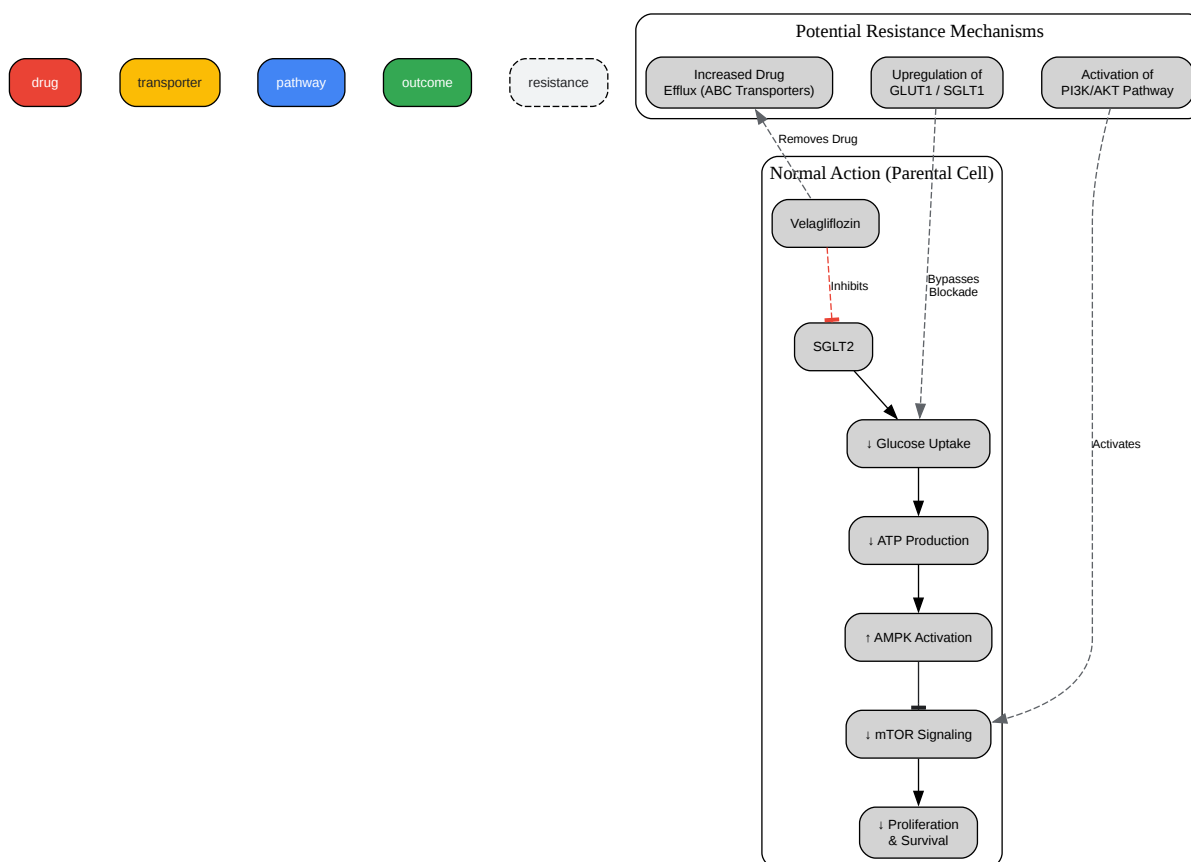 drug
transporter
pathway
outcome
resistance
Potential Resistance Mechanisms
Increased Drug
Efflux (ABC Transporters)
Upregulation of
GLUT1 / SGLT1
Activation of
PI3K/AKT Pathway
Removes Drug
Normal Action (Parental Cell)
Velagliflozin
Inhibits
Bypasses
Blockade
SGLT2
↓ Glucose Uptake
Activates
↓ ATP Production
↑ AMPK Activation
↓ mTOR Signaling
↓ Proliferation
& Survival